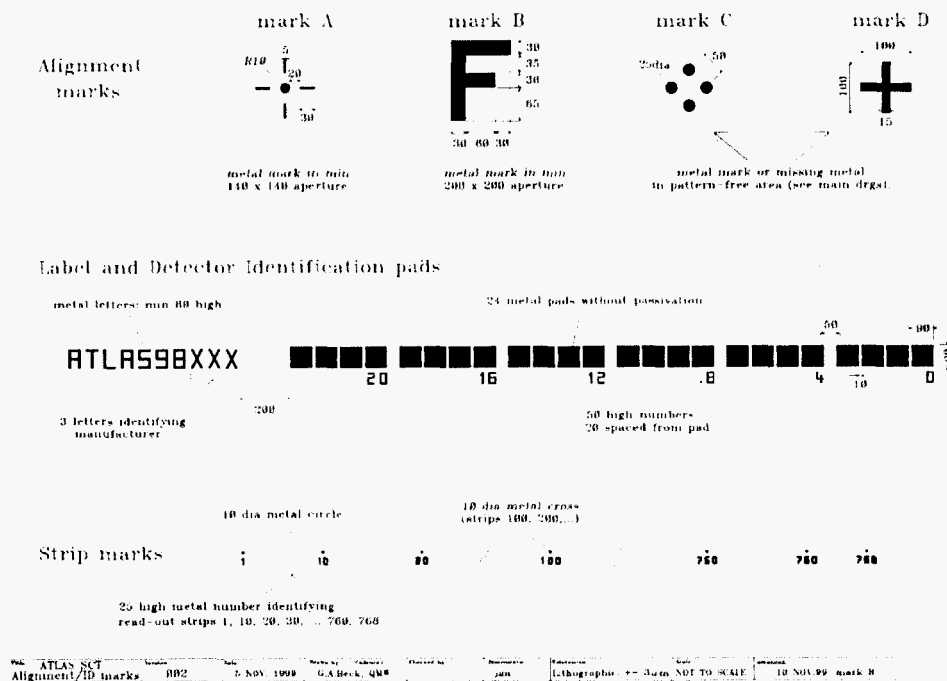 mark A mark B mark C mark D
Alignment
marks
5
R10
20
30
30
35
30
65
30 60 30
25dia
50
100
100
15
metal mark in min
140 x 140 aperture
metal mark in min
200 x 200 aperture
metal mark or missing metal
in pattern-free area (see main drgs).
Label and Detector Identification pads
metal letters: min 80 high
24 metal pads without passivation
50
90
ATLAS98XXX
20 16 12 8 4 0
10
200
3 letters identifying
manufacturer
50 high numbers
20 spaced from pad
10 dia metal circle
10 dia metal cross
(strips 100, 200,...)
Strip marks
1 10 20 100 750 760 768
25 high metal number identifying
read-out strips 1, 10, 20, 30, ... 760, 768
ATLAS SCT
Alignment/ID marks
002
5 NOV. 1999
G.A.Beck, QMW
μm
Lithographic +- 3μm
Scale
NOT TO SCALE
10 NOV.99 mark B